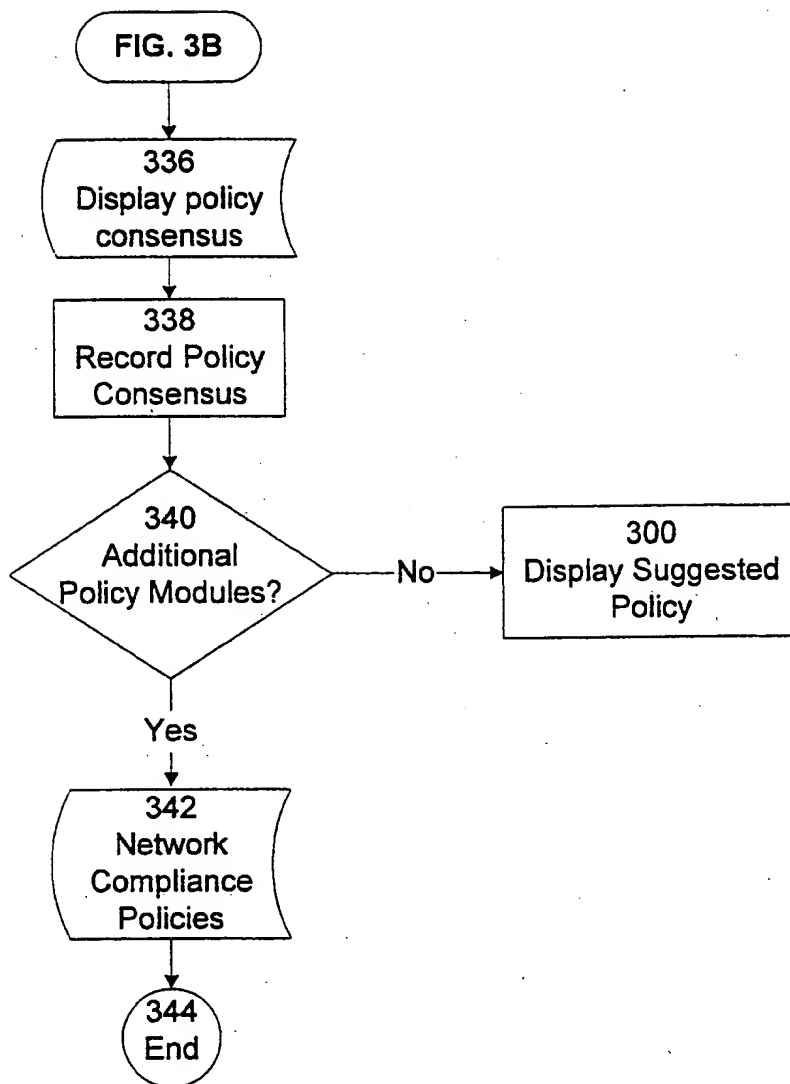 FIG. 3B
336
Display policy
consensus
338
Record Policy
Consensus
340
Additional
Policy Modules?
No
300
Display Suggested
Policy
Yes
342
Network
Compliance
Policies
344
End